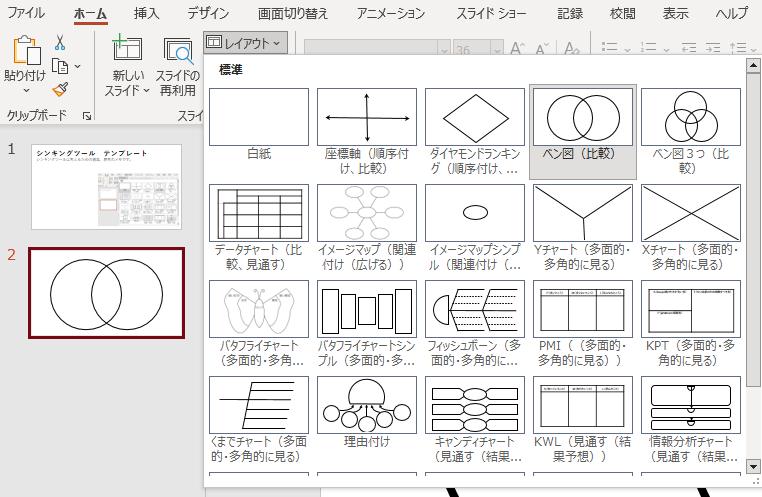 ファイル ホーム 挿入 デザイン 画面切り替え アニメーション スライド ショー 記録 校閲 表示 ヘルプ
貼り付け
クリップボード
新しい
スライド
スライドの
再利用
レイアウト
36
標準
白紙
座標軸（順序付
け、比較）
ダイヤモンドランキン
グ（順序付け、...
ベン図（比較）
ベン図３つ（比
較）
データチャート（比
較、見通す）
イメージマップ（関連
付け（広げる））
イメージマップシンプ
ル（関連付け（...
Yチャート（多面的・
多角的に見る）
Xチャート（多面的・
多角的に見る）
バタフライチャート
（多面的・多角...
バタフライチャートシン
プル（多面的・多...
フィッシュボーン（多
面的・多角的に...
PMI（（多面的・
多角的に見る））
KPT（多面的・多
角的に見る）
くまでチャート（多面
的・多角的に見る）
理由付け
キャンディチャート
（見通す（結果...
KWL（見通す（結
果予想））
情報分析チャート
（見通す（結果...
1
シンキングツール テンプレート
2